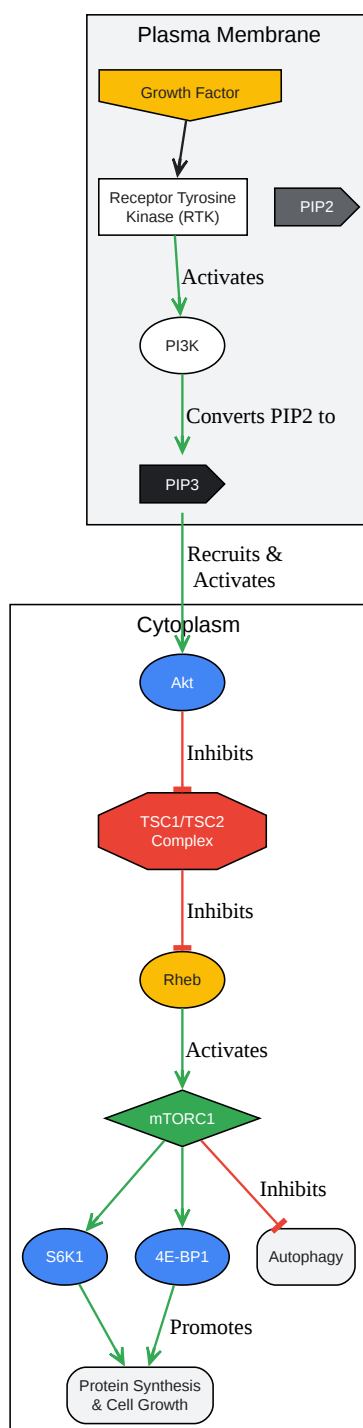 Plasma Membrane
Growth Factor
Receptor Tyrosine
Kinase (RTK)
PIP2
Activates
PI3K
Converts PIP2 to
PIP3
Recruits &
Activates
Cytoplasm
Akt
Inhibits
TSC1/TSC2
Complex
Inhibits
Rheb
Activates
mTORC1
Inhibits
S6K1
4E-BP1
Autophagy
Promotes
Protein Synthesis
& Cell Growth